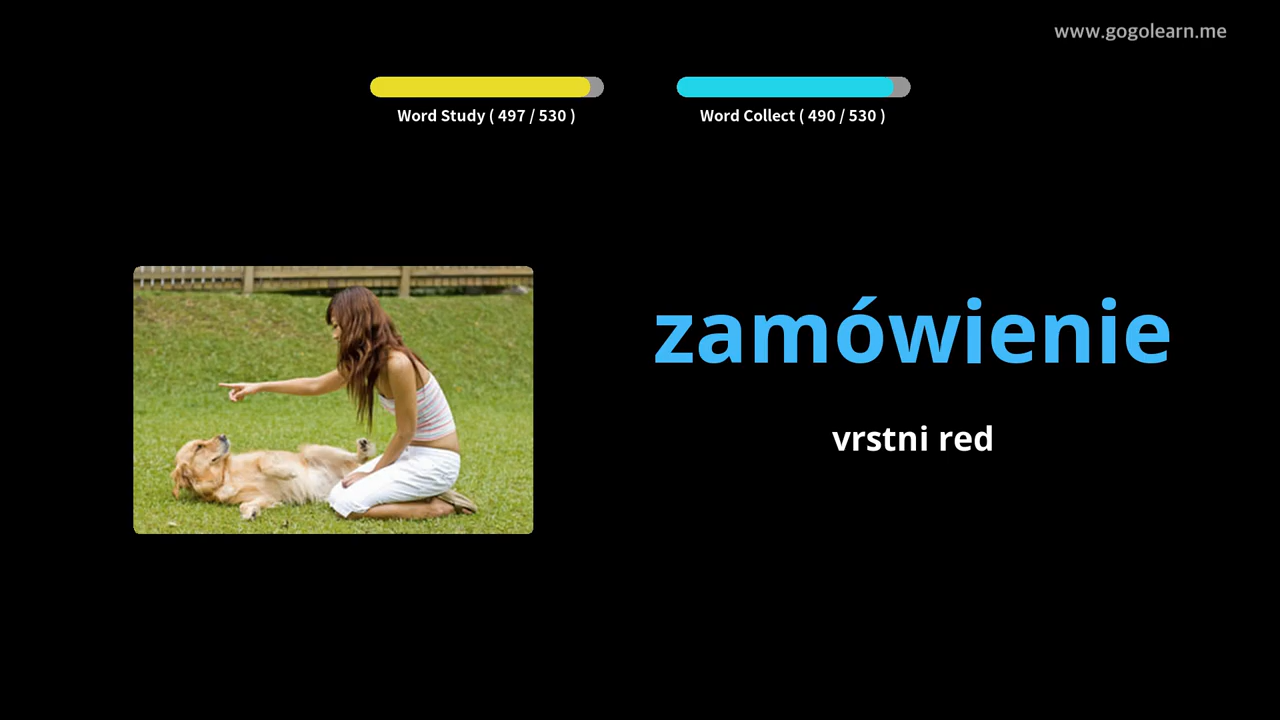 www.gogolearn.me
Word Study ( 497 / 530 )
Word Collect ( 490 / 530 )
zamówienie
vrstni red